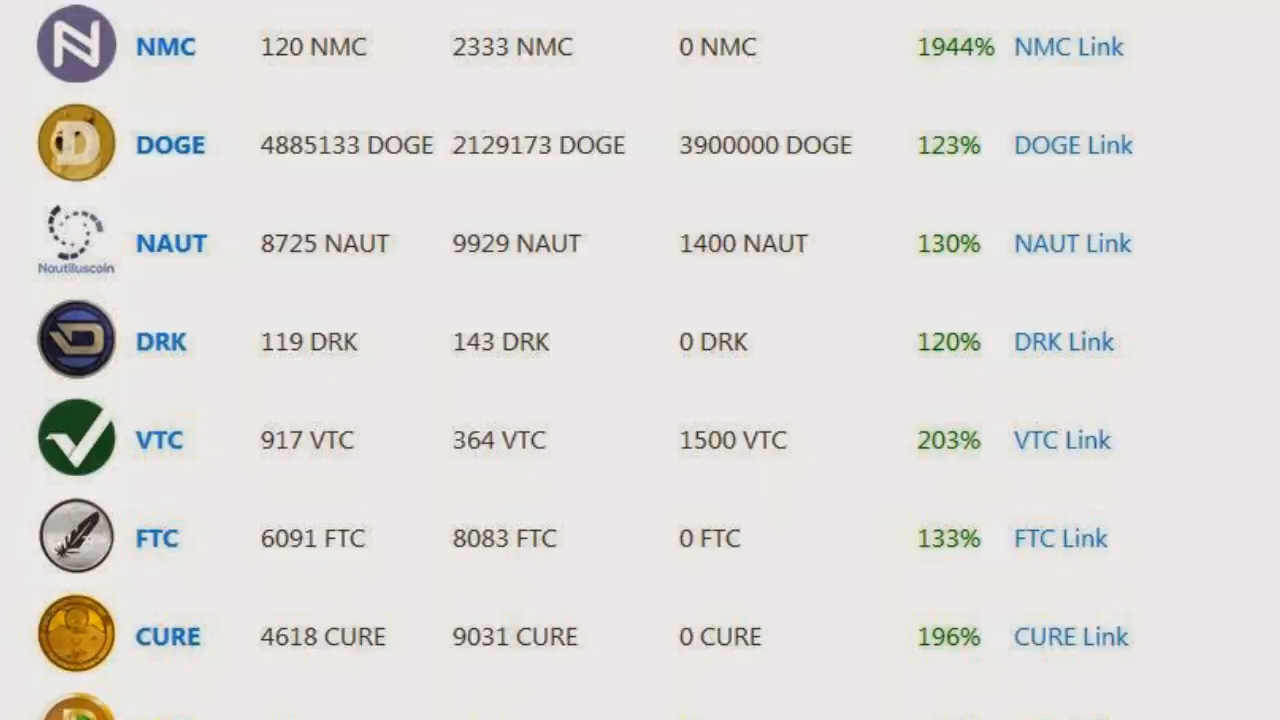 NMC 120 NMC 2333 NMC 0 NMC 1944% NMC Link
DOGE 4885133 DOGE 2129173 DOGE 3900000 DOGE 123% DOGE Link
Nautiluscoin NAUT 8725 NAUT 9929 NAUT 1400 NAUT 130% NAUT Link
DRK 119 DRK 143 DRK 0 DRK 120% DRK Link
VTC 917 VTC 364 VTC 1500 VTC 203% VTC Link
FTC 6091 FTC 8083 FTC 0 FTC 133% FTC Link
CURE 4618 CURE 9031 CURE 0 CURE 196% CURE Link